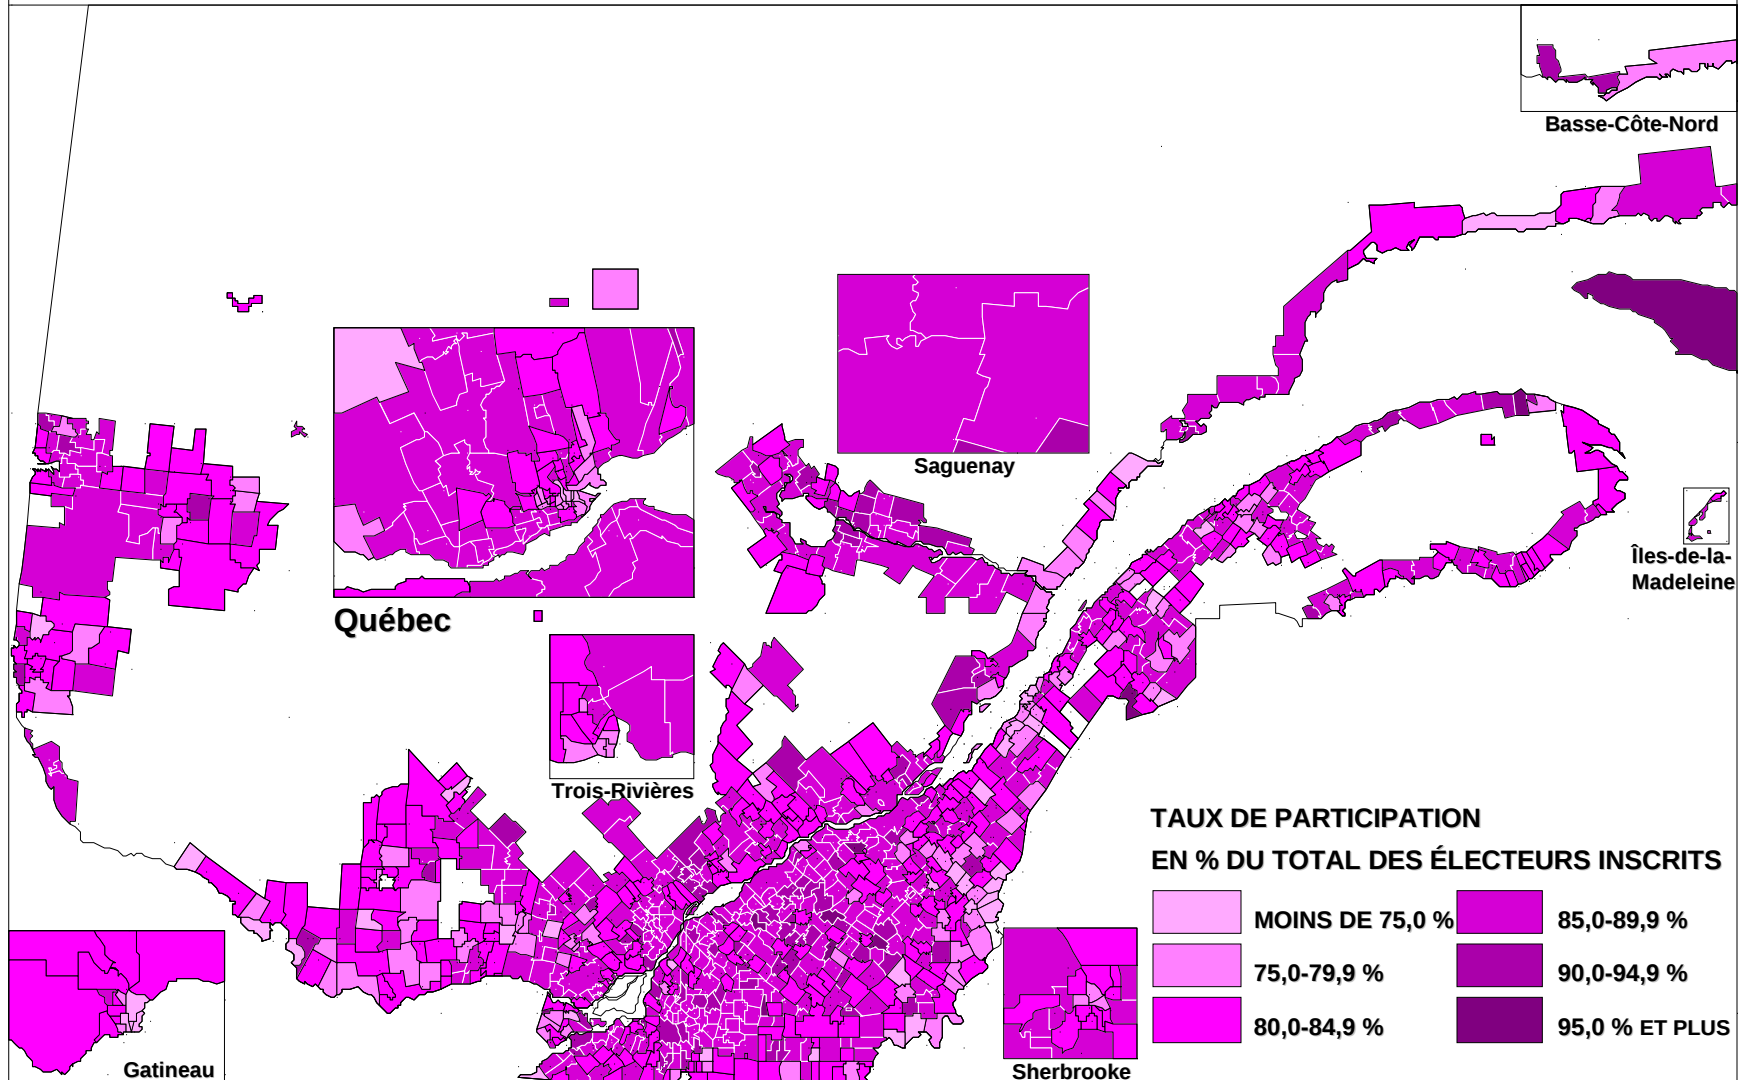 Basse-Côte-Nord
Saguenay
Îles-de-la-
Madeleine
Québec
Trois-Rivières
TAUX DE PARTICIPATION
EN % DU TOTAL DES ÉLECTEURS INSCRITS
MOINS DE 75,0 %
85,0-89,9 %
75,0-79,9 %
90,0-94,9 %
80,0-84,9 %
95,0 % ET PLUS
Gatineau
Sherbrooke